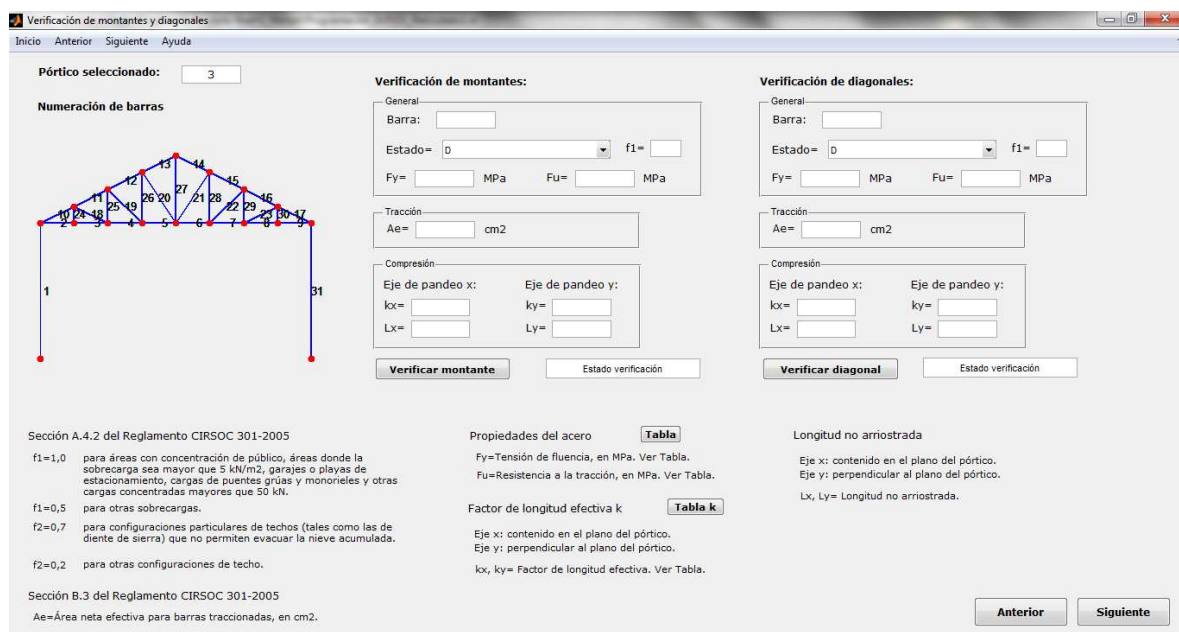 Verificación de montantes y diagonales
Inicio Anterior Siguiente Ayuda
Pórtico seleccionado: 3
Numeración de barras
13 14
12 15
11 27 16
10 24 18 25 19 26 20 21 28 22 29 23 30 17
2 3 4 5 6 7 8 9
1 31
Verificación de montantes:
General
Barra:
Estado= D f1=
Fy= MPa Fu= MPa
Tracción
Ae= cm2
Compresión
Eje de pandeo x: Eje de pandeo y:
kx= ky=
Lx= Ly=
Verificar montante Estado verificación
Verificación de diagonales:
General
Barra:
Estado= D f1=
Fy= MPa Fu= MPa
Tracción
Ae= cm2
Compresión
Eje de pandeo x: Eje de pandeo y:
kx= ky=
Lx= Ly=
Verificar diagonal Estado verificación
Sección A.4.2 del Reglamento CIRSOC 301-2005
f1=1,0 para áreas con concentración de público, áreas donde la
sobrecarga sea mayor que 5 kN/m2, garajes o playas de
estacionamiento, cargas de puentes grúas y monorieles y otras
cargas concentradas mayores que 50 kN.
f1=0,5 para otras sobrecargas.
f2=0,7 para configuraciones particulares de techos (tales como las de
diente de sierra) que no permiten evacuar la nieve acumulada.
f2=0,2 para otras configuraciones de techo.
Sección B.3 del Reglamento CIRSOC 301-2005
Ae=Área neta efectiva para barras traccionadas, en cm2.
Propiedades del acero Tabla
Fy=Tensión de fluencia, en MPa. Ver Tabla.
Fu=Resistencia a la tracción, en MPa. Ver Tabla.
Factor de longitud efectiva k Tabla k
Eje x: contenido en el plano del pórtico.
Eje y: perpendicular al plano del pórtico.
kx, ky= Factor de longitud efectiva. Ver Tabla.
Longitud no arriostrada
Eje x: contenido en el plano del pórtico.
Eje y: perpendicular al plano del pórtico.
Lx, Ly= Longitud no arriostrada.
Anterior Siguiente